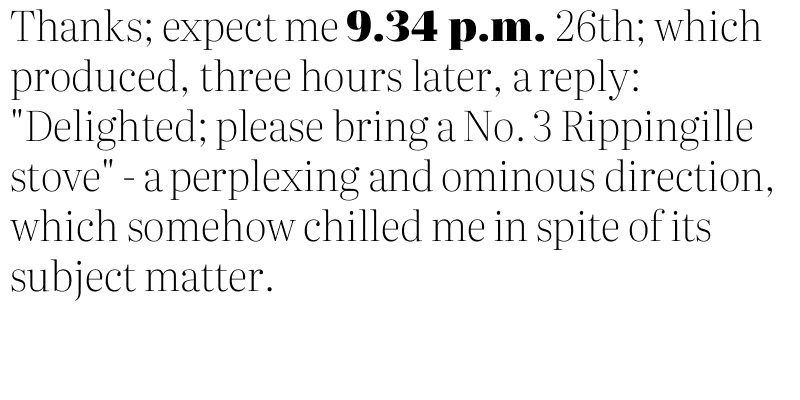 Thanks; expect me 9.34 p.m. 26th; which
produced, three hours later, a reply:
"Delighted; please bring a No. 3 Rippingille
stove" - a perplexing and ominous direction,
which somehow chilled me in spite of its
subject matter.